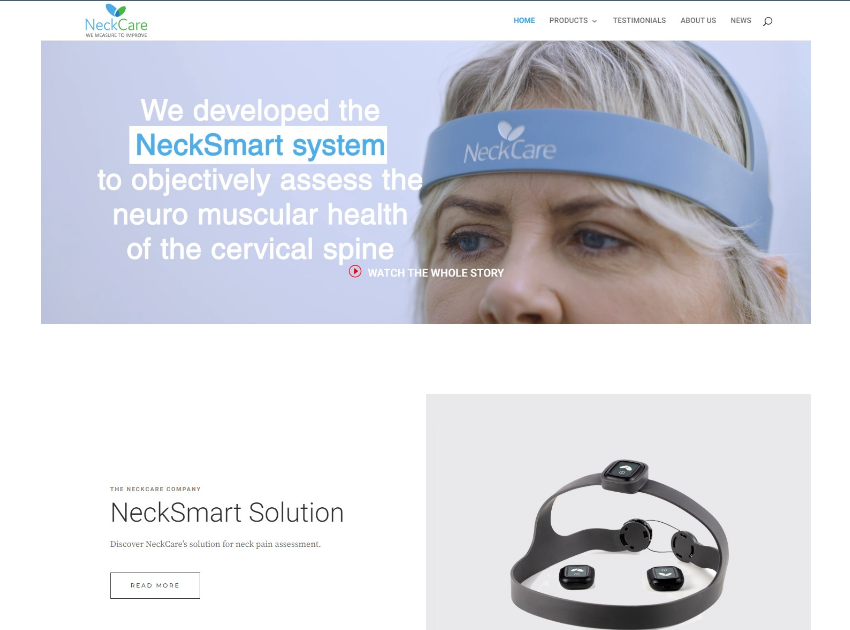 NeckCare
WE MEASURE TO IMPROVE
HOME PRODUCTS TESTIMONIALS ABOUT US NEWS
We developed the
NeckSmart system
to objectively assess the
neuro muscular health
of the cervical spine
WATCH THE WHOLE STORY
NeckCare
THE NECKCARE COMPANY
NeckSmart Solution
Discover NeckCare's solution for neck pain assessment.
READ MORE